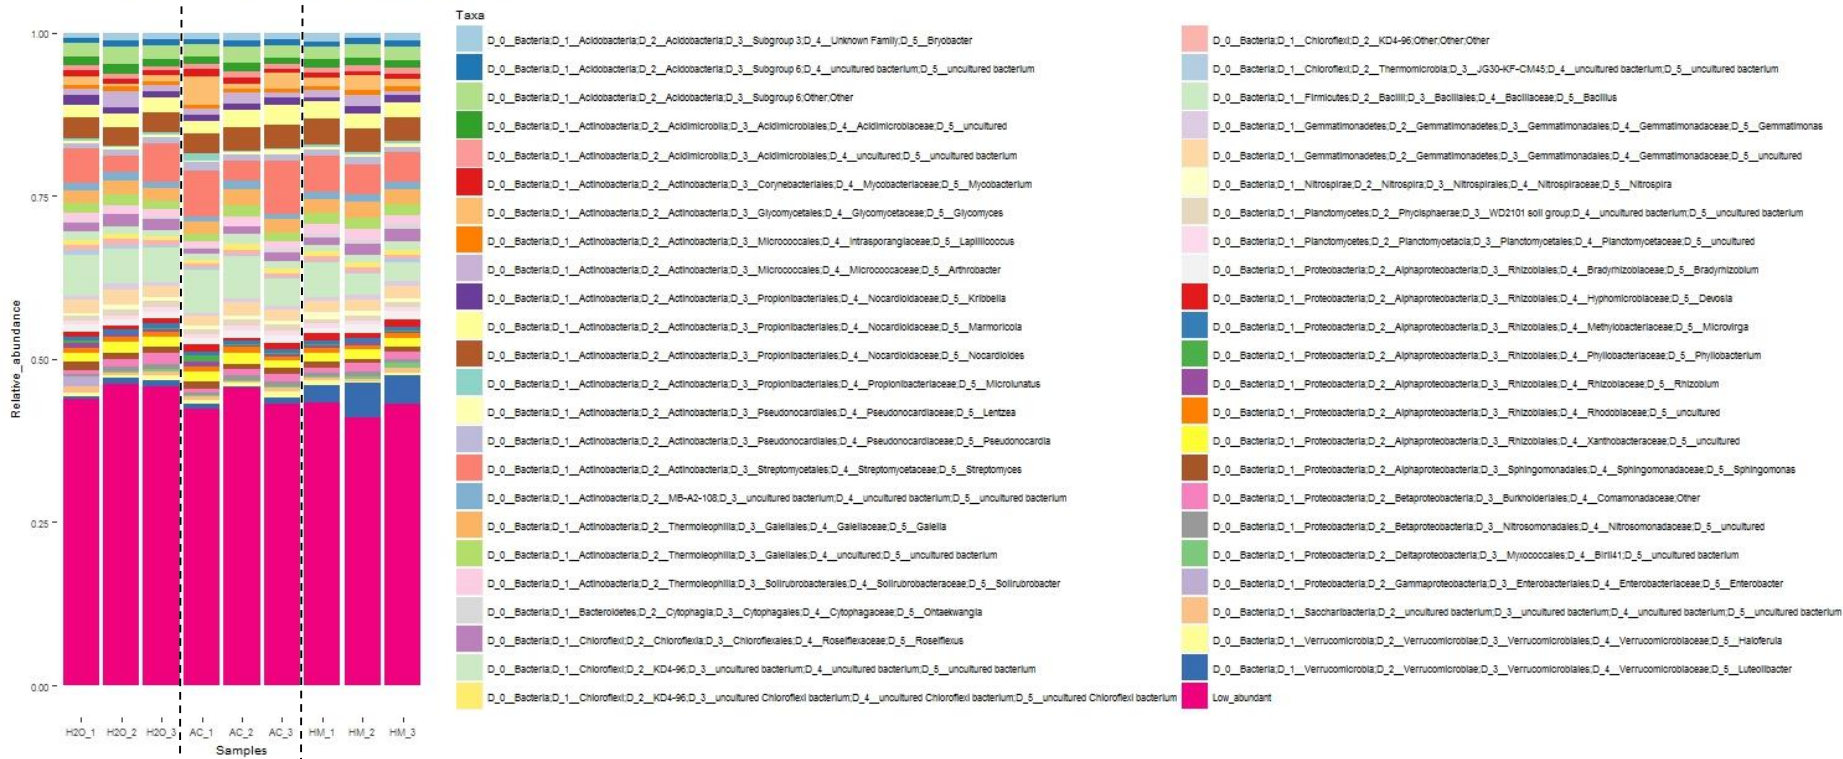 Taxa
D_0__Bacteria;D_1__Acidobacteria;D_2__Acidobacteria;D_3__Subgroup 3;D_4__Unknown Family;D_5__Bryobacter
D_0__Bacteria;D_1__Acidobacteria;D_2__Acidobacteria;D_3__Subgroup 6;D_4__uncultured bacterium;D_5__uncultured bacterium
D_0__Bacteria;D_1__Acidobacteria;D_2__Acidobacteria;D_3__Subgroup 6;Other;Other
D_0__Bacteria;D_1__Actinobacteria;D_2__Acidimicrobiia;D_3__Acidimicrobiales;D_4__Acidimicrobiaceae;D_5__uncultured
D_0__Bacteria;D_1__Actinobacteria;D_2__Acidimicrobiia;D_3__Acidimicrobiales;D_4__uncultured;D_5__uncultured bacterium
D_0__Bacteria;D_1__Actinobacteria;D_2__Actinobacteria;D_3__Corynebacteriales;D_4__Mycobacteriaceae;D_5__Mycobacterium
D_0__Bacteria;D_1__Actinobacteria;D_2__Actinobacteria;D_3__Glycomycetales;D_4__Glycomycetaceae;D_5__Glycomyces
D_0__Bacteria;D_1__Actinobacteria;D_2__Actinobacteria;D_3__Micrococcales;D_4__Intrasporangiaceae;D_5__Lapillicoccus
D_0__Bacteria;D_1__Actinobacteria;D_2__Actinobacteria;D_3__Micrococcales;D_4__Micrococcaceae;D_5__Arthrobacter
D_0__Bacteria;D_1__Actinobacteria;D_2__Actinobacteria;D_3__Propionibacteriales;D_4__Nocardioidaceae;D_5__Kribbella
D_0__Bacteria;D_1__Actinobacteria;D_2__Actinobacteria;D_3__Propionibacteriales;D_4__Nocardioidaceae;D_5__Marmoricola
D_0__Bacteria;D_1__Actinobacteria;D_2__Actinobacteria;D_3__Propionibacteriales;D_4__Nocardioidaceae;D_5__Nocardioides
D_0__Bacteria;D_1__Actinobacteria;D_2__Actinobacteria;D_3__Propionibacteriales;D_4__Propionibacteriaceae;D_5__Microlunatus
D_0__Bacteria;D_1__Actinobacteria;D_2__Actinobacteria;D_3__Pseudonocardiales;D_4__Pseudonocardiaceae;D_5__Lentzea
D_0__Bacteria;D_1__Actinobacteria;D_2__Actinobacteria;D_3__Pseudonocardiales;D_4__Pseudonocardiaceae;D_5__Pseudonocardia
D_0__Bacteria;D_1__Actinobacteria;D_2__Actinobacteria;D_3__Streptomycetales;D_4__Streptomycetaceae;D_5__Streptomyces
D_0__Bacteria;D_1__Actinobacteria;D_2__MB-A2-108;D_3__uncultured bacterium;D_4__uncultured bacterium;D_5__uncultured bacterium
D_0__Bacteria;D_1__Actinobacteria;D_2__Thermoleophilia;D_3__Gaiellales;D_4__Gaiellaceae;D_5__Gaiella
D_0__Bacteria;D_1__Actinobacteria;D_2__Thermoleophilia;D_3__Gaiellales;D_4__uncultured;D_5__uncultured bacterium
D_0__Bacteria;D_1__Actinobacteria;D_2__Thermoleophilia;D_3__Solirubrobacterales;D_4__Solirubrobacteraceae;D_5__Solirubrobacter
D_0__Bacteria;D_1__Bacteroidetes;D_2__Cytophagia;D_3__Cytophagales;D_4__Cytophagaceae;D_5__Ohtaekwangia
D_0__Bacteria;D_1__Chloroflexi;D_2__Chloroflexia;D_3__Chloroflexales;D_4__Roseiflexaceae;D_5__Roseiflexus
D_0__Bacteria;D_1__Chloroflexi;D_2__KD4-96;D_3__uncultured bacterium;D_4__uncultured bacterium;D_5__uncultured bacterium
D_0__Bacteria;D_1__Chloroflexi;D_2__KD4-96;D_3__uncultured Chloroflexi bacterium;D_4__uncultured Chloroflexi bacterium;D_5__uncultured Chloroflexi bacterium
D_0__Bacteria;D_1__Chloroflexi;D_2__KD4-96;Other;Other;Other
D_0__Bacteria;D_1__Chloroflexi;D_2__Thermomicrobia;D_3__JG30-KF-CM45;D_4__uncultured bacterium;D_5__uncultured bacterium
D_0__Bacteria;D_1__Firmicutes;D_2__Bacilli;D_3__Bacillales;D_4__Bacillaceae;D_5__Bacillus
D_0__Bacteria;D_1__Gemmatimonadetes;D_2__Gemmatimonadetes;D_3__Gemmatimonadales;D_4__Gemmatimonadaceae;D_5__Gemmatimonas
D_0__Bacteria;D_1__Gemmatimonadetes;D_2__Gemmatimonadetes;D_3__Gemmatimonadales;D_4__Gemmatimonadaceae;D_5__uncultured
D_0__Bacteria;D_1__Nitrospirae;D_2__Nitrospira;D_3__Nitrospirales;D_4__Nitrospiraceae;D_5__Nitrospira
D_0__Bacteria;D_1__Planctomycetes;D_2__Phycisphaerae;D_3__WD2101 soil group;D_4__uncultured bacterium;D_5__uncultured bacterium
D_0__Bacteria;D_1__Planctomycetes;D_2__Planctomycetacia;D_3__Planctomycetales;D_4__Planctomycetaceae;D_5__uncultured
D_0__Bacteria;D_1__Proteobacteria;D_2__Alphaproteobacteria;D_3__Rhizobiales;D_4__Bradyrhizobiaceae;D_5__Bradyrhizobium
D_0__Bacteria;D_1__Proteobacteria;D_2__Alphaproteobacteria;D_3__Rhizobiales;D_4__Hyphomicrobiaceae;D_5__Devosia
D_0__Bacteria;D_1__Proteobacteria;D_2__Alphaproteobacteria;D_3__Rhizobiales;D_4__Methylobacteriaceae;D_5__Microvirga
D_0__Bacteria;D_1__Proteobacteria;D_2__Alphaproteobacteria;D_3__Rhizobiales;D_4__Phyllobacteriaceae;D_5__Phyllobacterium
D_0__Bacteria;D_1__Proteobacteria;D_2__Alphaproteobacteria;D_3__Rhizobiales;D_4__Rhizobiaceae;D_5__Rhizobium
D_0__Bacteria;D_1__Proteobacteria;D_2__Alphaproteobacteria;D_3__Rhizobiales;D_4__Rhodobiaceae;D_5__uncultured
D_0__Bacteria;D_1__Proteobacteria;D_2__Alphaproteobacteria;D_3__Rhizobiales;D_4__Xanthobacteraceae;D_5__uncultured
D_0__Bacteria;D_1__Proteobacteria;D_2__Alphaproteobacteria;D_3__Sphingomonadales;D_4__Sphingomonadaceae;D_5__Sphingomonas
D_0__Bacteria;D_1__Proteobacteria;D_2__Betaproteobacteria;D_3__Burkholderiales;D_4__Comamonadaceae;Other
D_0__Bacteria;D_1__Proteobacteria;D_2__Betaproteobacteria;D_3__Nitrosomonadales;D_4__Nitrosomonadaceae;D_5__uncultured
D_0__Bacteria;D_1__Proteobacteria;D_2__Deltaproteobacteria;D_3__Myxococcales;D_4__BIrii41;D_5__uncultured bacterium
D_0__Bacteria;D_1__Proteobacteria;D_2__Gammaproteobacteria;D_3__Enterobacteriales;D_4__Enterobacteriaceae;D_5__Enterobacter
D_0__Bacteria;D_1__Saccharibacteria;D_2__uncultured bacterium;D_3__uncultured bacterium;D_4__uncultured bacterium;D_5__uncultured bacterium
D_0__Bacteria;D_1__Verrucomicrobia;D_2__Verrucomicrobiae;D_3__Verrucomicrobiales;D_4__Verrucomicrobiaceae;D_5__Haloferula
D_0__Bacteria;D_1__Verrucomicrobia;D_2__Verrucomicrobiae;D_3__Verrucomicrobiales;D_4__Verrucomicrobiaceae;D_5__Luteolibacter
Low_abundant
Relative_abundance
1.00
0.75
0.50
0.25
0.00
H2O_1 H2O_2 H2O_3 AC_1 AC_2 AC_3 HM_1 HM_2 HM_3
Samples